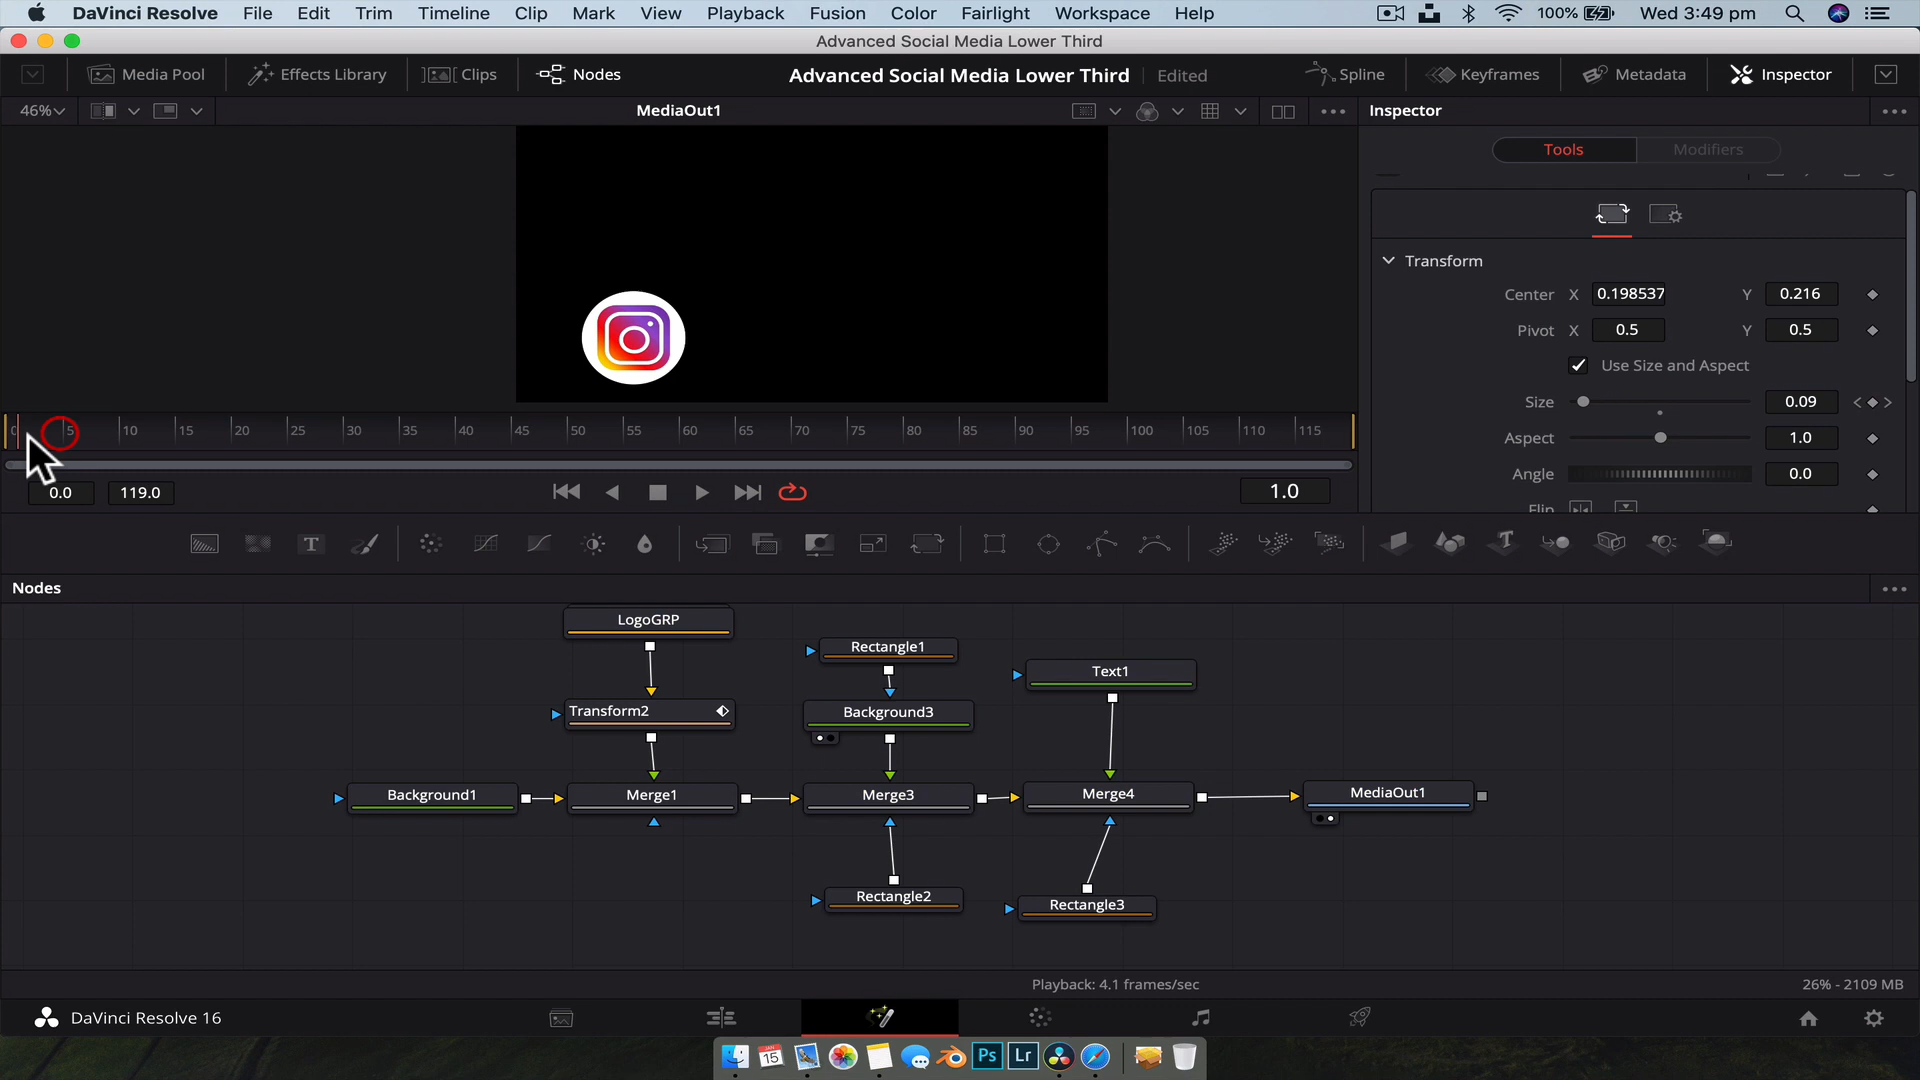 DaVinci Resolve File Edit Trim Timeline Clip Mark View Playback Fusion Color Fairlight Workspace Help 100% Wed 3:49 pm
Advanced Social Media Lower Third
Media Pool Effects Library Clips Nodes Advanced Social Media Lower Third Edited Spline Keyframes Metadata Inspector
46% MediaOut1 Inspector
Tools Modifiers
Transform
Center X 0.198537 Y 0.216
Pivot X 0.5 Y 0.5
Use Size and Aspect
Size 0.09
Aspect 1.0
Angle 0.0
Flip
0 5 10 15 20 25 30 35 40 45 50 55 60 65 70 75 80 85 90 95 100 105 110 115
0.0 119.0 1.0
T T
Nodes
LogoGRP
Rectangle1
Text1
Transform2
Background3
Background1
Merge1
Merge3
Merge4
MediaOut1
Rectangle2
Rectangle3
Playback: 4.1 frames/sec 26% - 2109 MB
DaVinci Resolve 16
15 Ps Lr